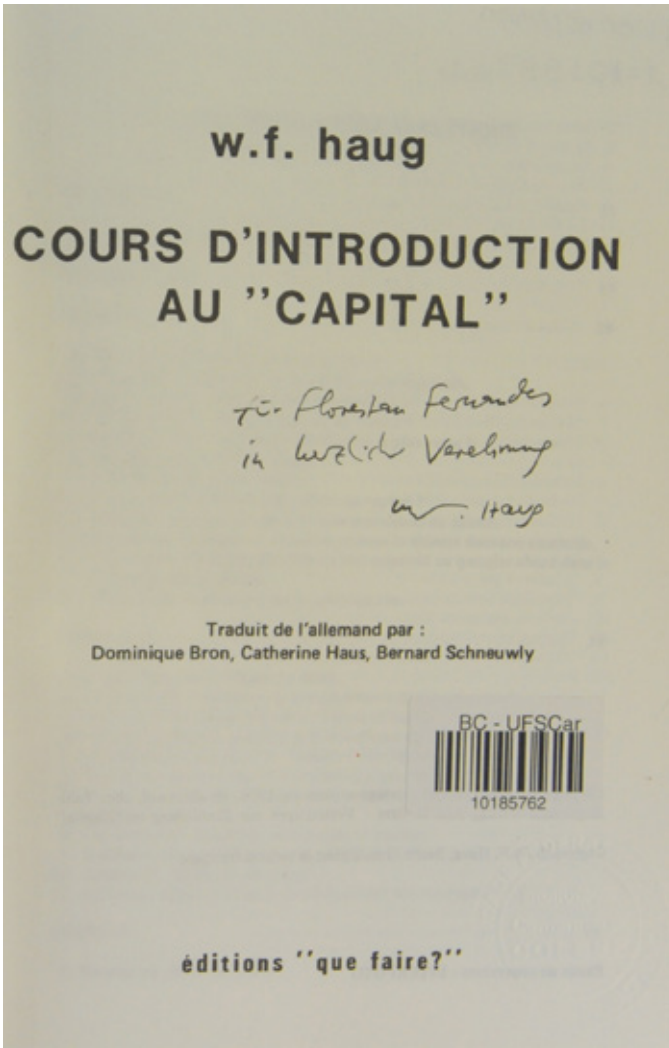 w.f. haug
COURS D'INTRODUCTION
AU "CAPITAL"
Für Florestan Fernandes
in herzlich Verehrung
Haug
Traduit de l'allemand par :
Dominique Bron, Catherine Haus, Bernard Schneuwly
BC - UFSCar
10185762
éditions "que faire?"